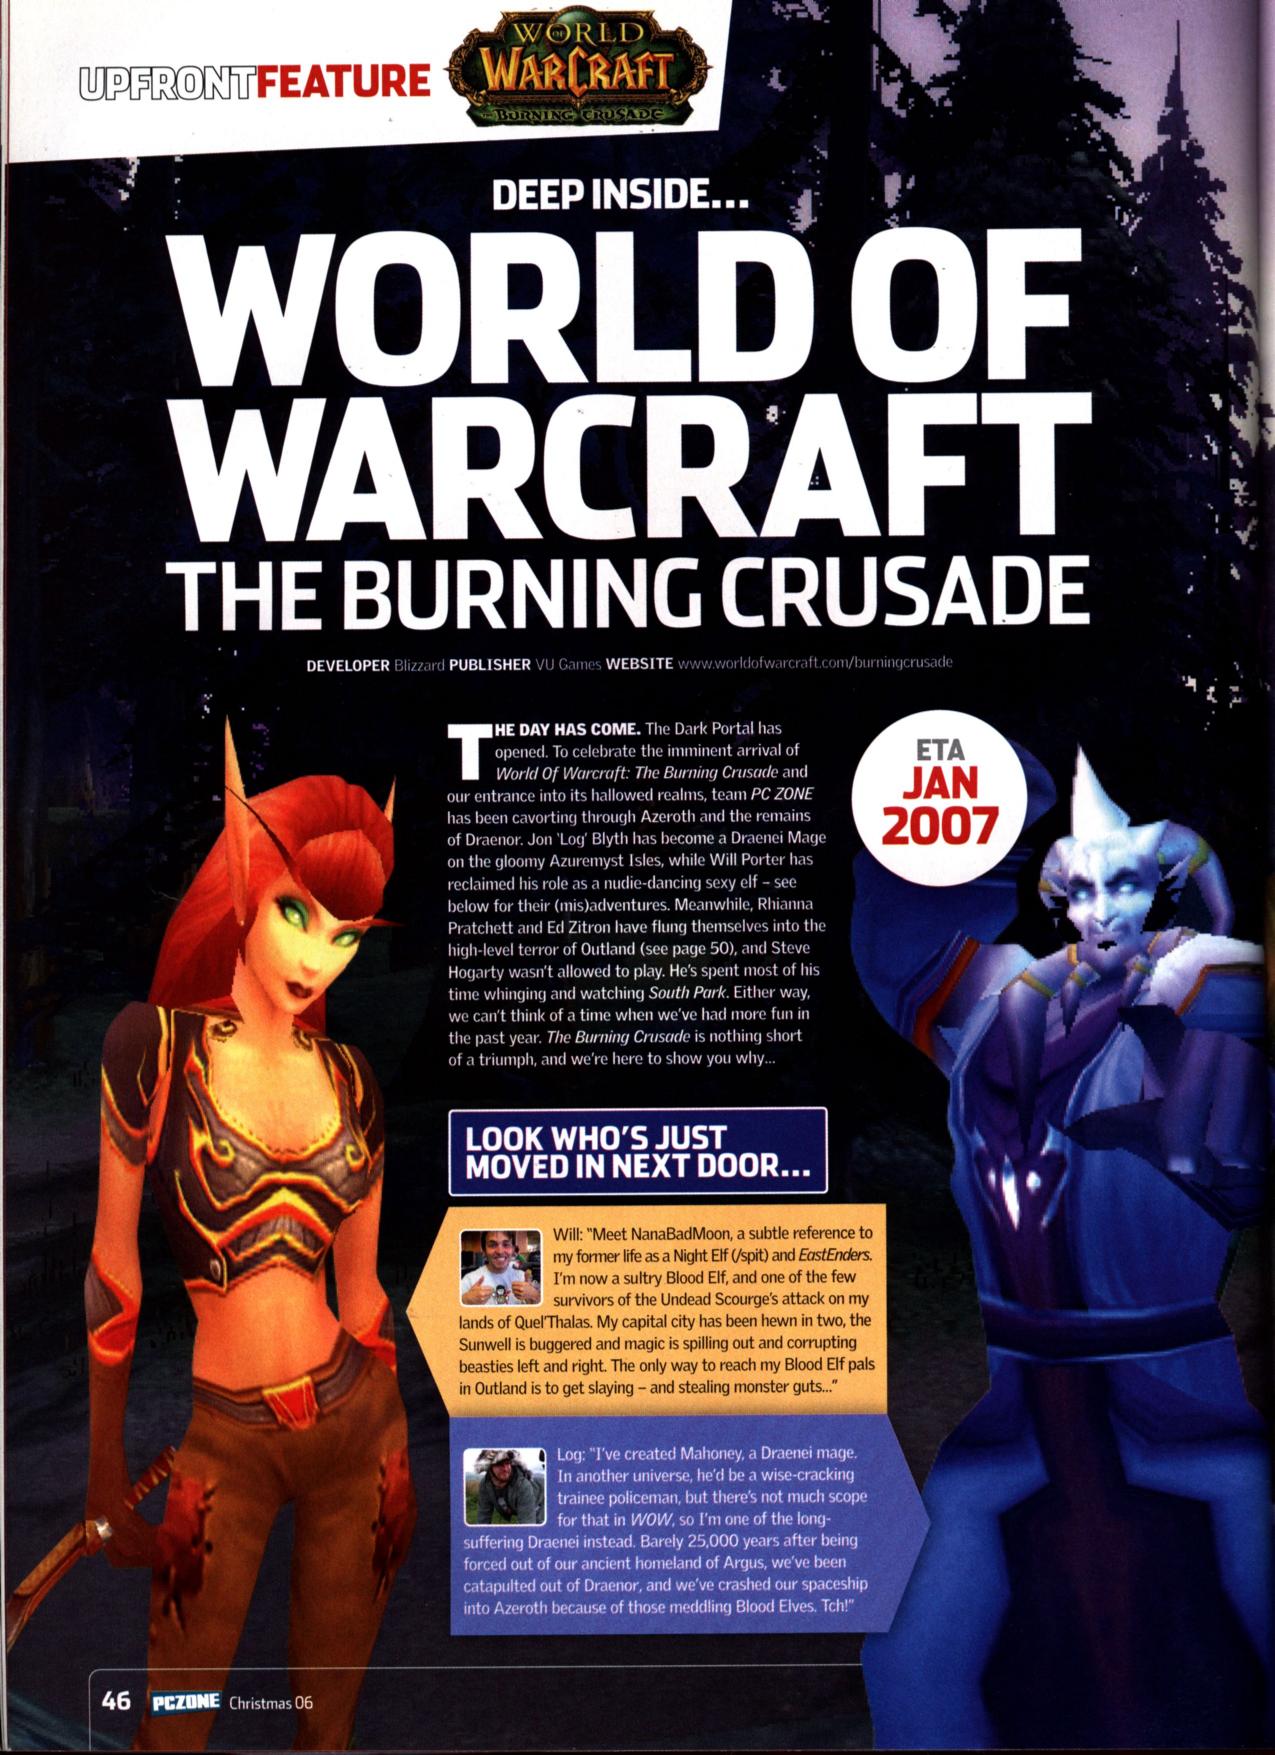 UPFRONTFEATURE
WORLD OF
WARCRAFT
THE BURNING CRUSADE
DEEP INSIDE...
WORLD OF
WARCRAFT
THE BURNING CRUSADE
DEVELOPER Blizzard PUBLISHER VU Games WEBSITE www.worldofwarcraft.com/burningcrusade
THE DAY HAS COME. The Dark Portal has
opened. To celebrate the imminent arrival of
World Of Warcraft: The Burning Crusade and
our entrance into its hallowed realms, team PC ZONE
has been cavorting through Azeroth and the remains
of Draenor. Jon 'Log' Blyth has become a Draenei Mage
on the gloomy Azuremyst Isles, while Will Porter has
reclaimed his role as a nudie-dancing sexy elf – see
below for their (mis)adventures. Meanwhile, Rhianna
Pratchett and Ed Zitron have flung themselves into the
high-level terror of Outland (see page 50), and Steve
Hogarty wasn't allowed to play. He's spent most of his
time whinging and watching South Park. Either way,
we can't think of a time when we've had more fun in
the past year. The Burning Crusade is nothing short
of a triumph, and we're here to show you why...
ETA
JAN
2007
LOOK WHO'S JUST
MOVED IN NEXT DOOR...
Will: "Meet NanaBadMoon, a subtle reference to
my former life as a Night Elf (/spit) and EastEnders.
I'm now a sultry Blood Elf, and one of the few
survivors of the Undead Scourge's attack on my
lands of Quel'Thalas. My capital city has been hewn in two, the
Sunwell is buggered and magic is spilling out and corrupting
beasties left and right. The only way to reach my Blood Elf pals
in Outland is to get slaying – and stealing monster guts..."
Log: "I've created Mahoney, a Draenei mage.
In another universe, he'd be a wise-cracking
trainee policeman, but there's not much scope
for that in WOW, so I'm one of the long-
suffering Draenei instead. Barely 25,000 years after being
forced out of our ancient homeland of Argus, we've been
catapulted out of Draenor, and we've crashed our spaceship
into Azeroth because of those meddling Blood Elves. Tch!"
46 PCZONE Christmas 06